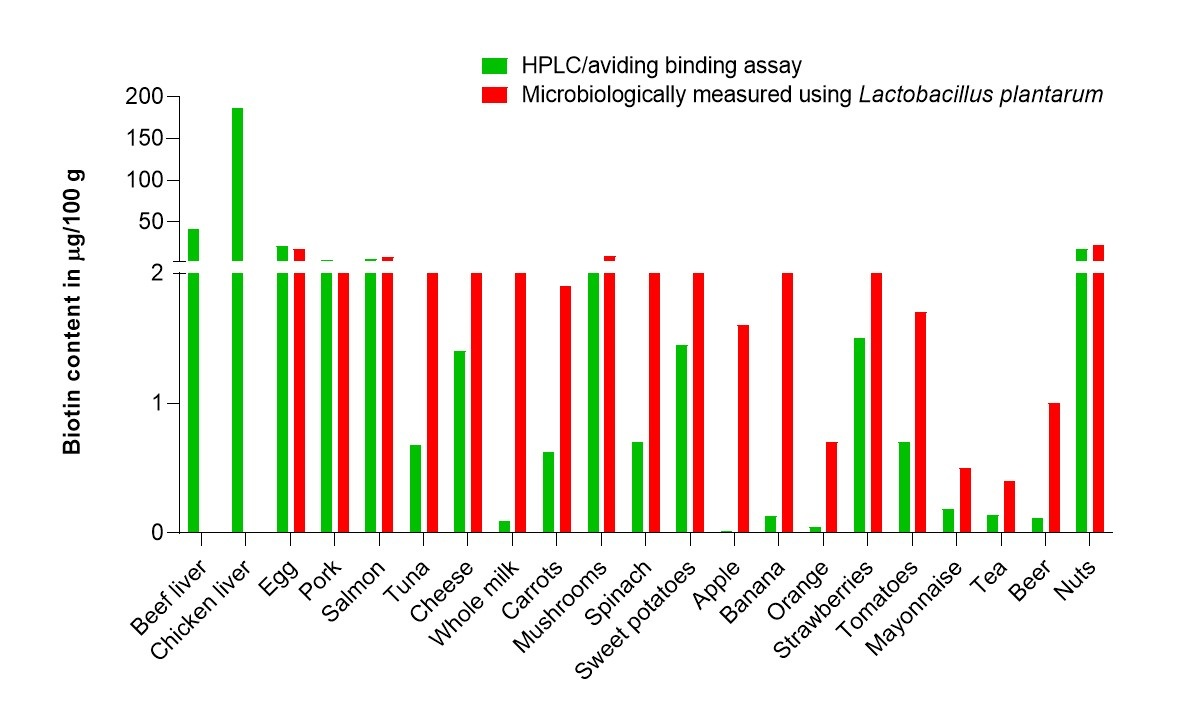 HPLC/aviding binding assay
Microbiologically measured using Lactobacillus plantarum
Biotin content in µg/100 g
200
150
100
50
2
1
0
Beef liver
Chicken liver
Egg
Pork
Salmon
Tuna
Cheese
Whole milk
Carrots
Mushrooms
Spinach
Sweet potatoes
Apple
Banana
Orange
Strawberries
Tomatoes
Mayonnaise
Tea
Beer
Nuts